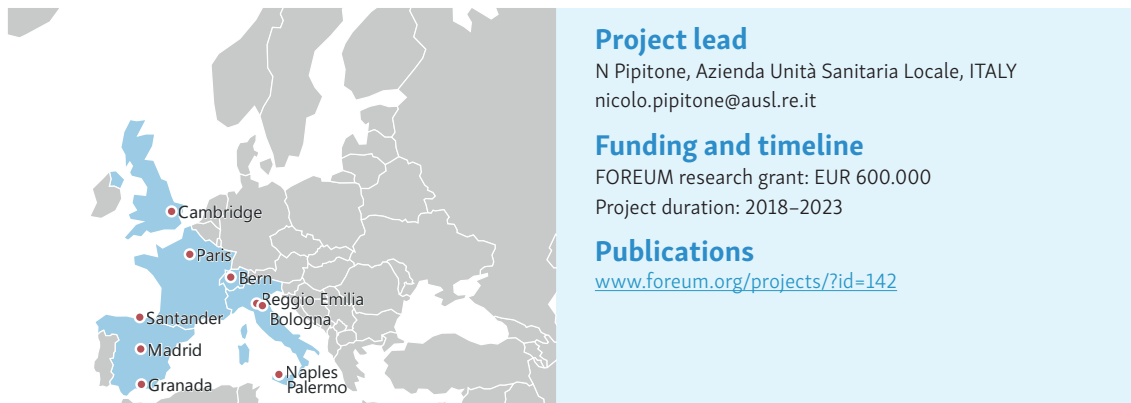 Cambridge
Paris
Bern
Reggio Emilia
Bologna
Santander
Madrid
Granada
Naples
Palermo
Project lead
N Pipitone, Azienda Unità Sanitaria Locale, ITALY
nicolo.pipitone@ausl.re.it
Funding and timeline
FOREUM research grant: EUR 600.000
Project duration: 2018–2023
Publications
www.foreum.org/projects/?id=142